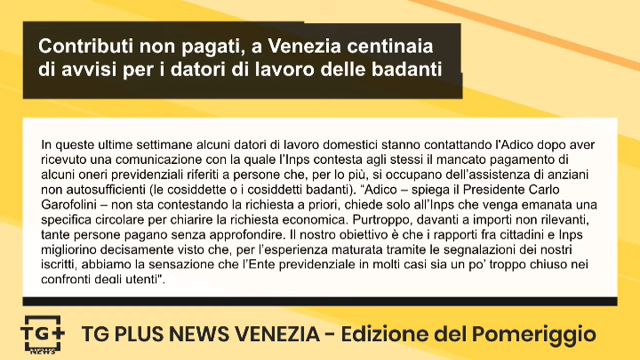 Contributi non pagati, a Venezia centinaia
di avvisi per i datori di lavoro delle badanti
In queste ultime settimane alcuni datori di lavoro domestici stanno contattando l'Adico dopo aver
ricevuto una comunicazione con la quale l'Inps contesta agli stessi il mancato pagamento di
alcuni oneri previdenziali riferiti a persone che, per lo più, si occupano dell'assistenza di anziani
non autosufficienti (le cosiddette o i cosiddetti badanti). “Adico – spiega il Presidente Carlo
Garofolini – non sta contestando la richiesta a priori, chiede solo all'Inps che venga emanata una
specifica circolare per chiarire la richiesta economica. Purtroppo, davanti a importi non rilevanti,
tante persone pagano senza approfondire. Il nostro obiettivo è che i rapporti fra cittadini e Inps
migliorino decisamente visto che, per l'esperienza maturata tramite le segnalazioni dei nostri
iscritti, abbiamo la sensazione che l'Ente previdenziale in molti casi sia un po' troppo chiuso nei
confronti degli utenti".
TG+
NEWS
TG PLUS NEWS VENEZIA - Edizione del Pomeriggio